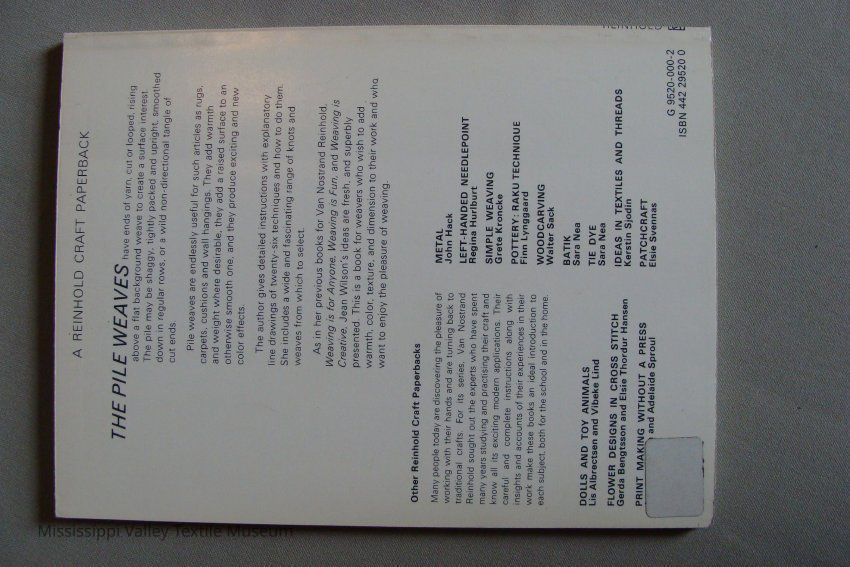 A REINHOLD CRAFT PAPERBACK
THE PILE WEAVES have ends of yarn, cut or looped, rising
above a flat background weave to create a surface interest.
The pile may be shaggy, tightly packed and upright, smoothed
down in regular rows, or a wild non-directional tange of
cut ends.
Pile weaves are endlessly useful for such articles as rugs,
carpets, cushions and wall hangings. They add warmth
and weight where desirable, they add a raised surface to an
otherwise smooth one, and they produce exciting and new
color effects.
The author gives detailed instructions with explanatory
line drawings of twenty-six techniques and how to do them.
She includes a wide and fascinating range of knots and
weaves from which to select.
As in her previous books for Van Nostrand Reinhold,
Weaving is for Anyone, Weaving is Fun, and Weaving is
Creative, Jean Wilson's ideas are fresh, and superbly
presented. This is a book for weavers who wish to add
warmth, color, texture, and dimension to their work and who
want to enjoy the pleasure of weaving.
Other Reinhold Craft Paperbacks
Many people today are discovering the pleasure of
working with their hands and are turning back to
traditional crafts. For its series, Van Nostrand
Reinhold sought out the experts who have spent
many years studying and practising their craft and
know all its exciting modern applications. Their
careful and complete instructions along with
insights and accounts of their experiences in their
work make these books an ideal introduction to
each subject, both for the school and in the home.
DOLLS AND TOY ANIMALS
Lis Albrectsen and Vibeke Lind
FLOWER DESIGNS IN CROSS STITCH
Gerda Bengtsson and Elsie Thordur Hansen
PRINT MAKING WITHOUT A PRESS
and Adelaide Sproul
METAL
John Hack
LEFT-HANDED NEEDLEPOINT
Regina Hurlburt
SIMPLE WEAVING
Grete Kroncke
POTTERY: RAKU TECHNIQUE
Finn Lynggaard
WOODCARVING
Walter Sack
BATIK
Sara Nea
TIE DYE
Sara Nea
IDEAS IN TEXTILES AND THREADS
Kerstin Sjodin
PATCHCRAFT
Elsie Svennas
G 9520-000-2
ISBN 442 29520 0
REINHOLD
Mississippi Valley Textile Museum